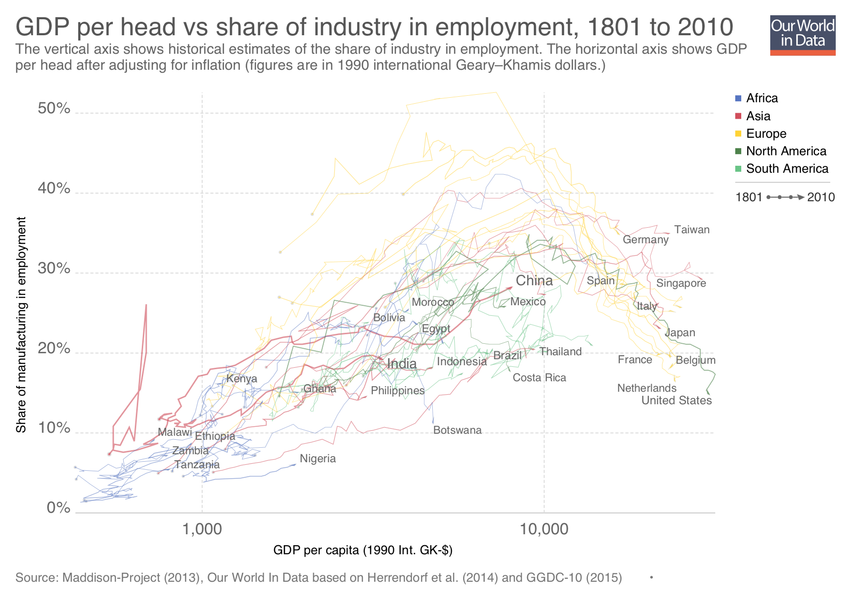 GDP per head vs share of industry in employment, 1801 to 2010
Our World
in Data
The vertical axis shows historical estimates of the share of industry in employment. The horizontal axis shows GDP
per head after adjusting for inflation (figures are in 1990 international Geary–Khamis dollars.)
50%
Africa
Asia
Europe
North America
South America
40%
1801 2010
Share of manufacturing in employment
Taiwan
Germany
30%
China
Spain
Singapore
Morocco
Mexico
Italy
Bolivia
Egypt
Japan
20%
India
Indonesia
Brazil
Thailand
France
Belgium
Kenya
Costa Rica
Ghana
Philippines
Netherlands
United States
10%
Malawi
Ethiopia
Botswana
Zambia
Tanzania
Nigeria
0%
1,000
10,000
GDP per capita (1990 Int. GK-$)
Source: Maddison-Project (2013), Our World In Data based on Herrendorf et al. (2014) and GGDC-10 (2015)